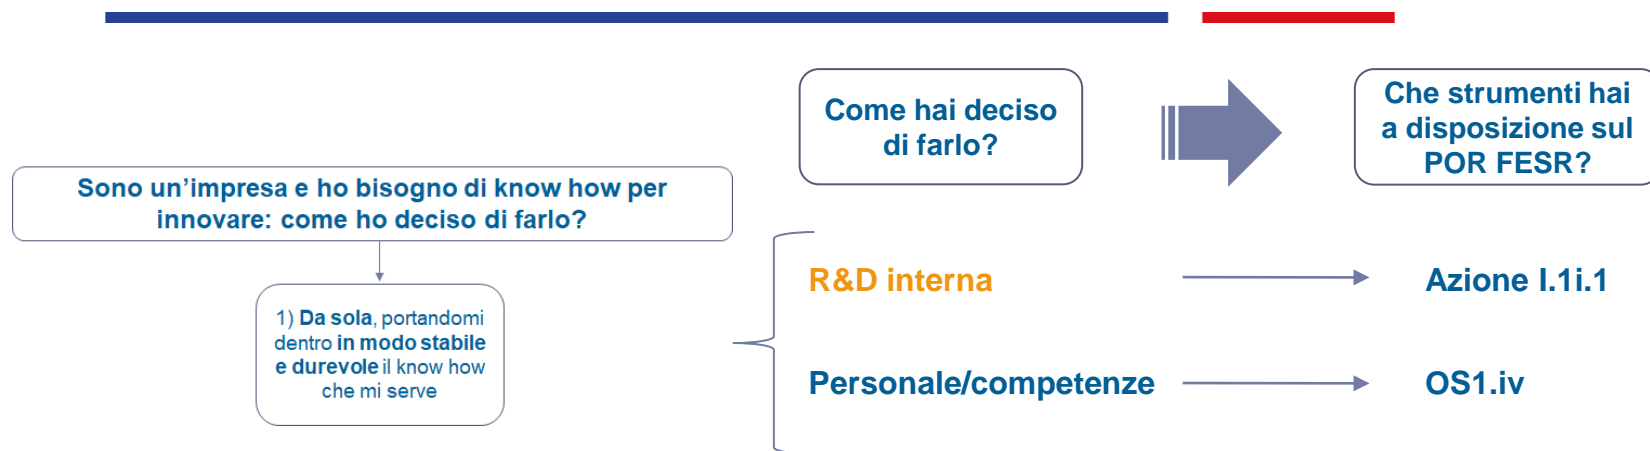 Come hai deciso
di farlo?
Che strumenti hai
a disposizione sul
POR FESR?
Sono un’impresa e ho bisogno di know how per
innovare: come ho deciso di farlo?
1) Da sola, portandomi
dentro in modo stabile
e durevole il know how
che mi serve
R&D interna
Azione I.1i.1
Personale/competenze
OS1.iv